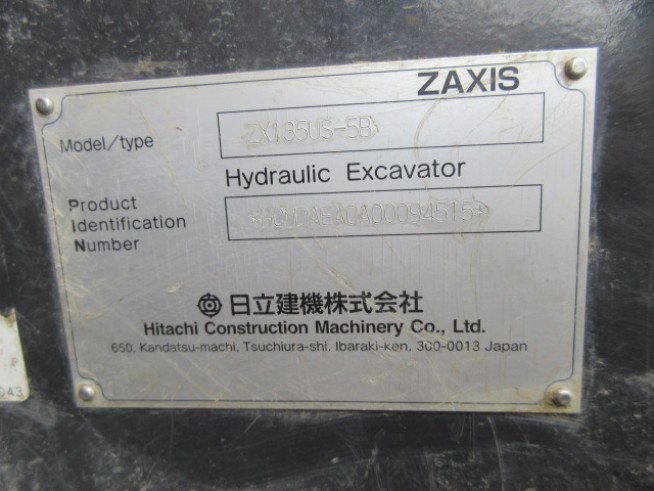 ZAXIS
Model/type ZX135US-5B
Hydraulic Excavator
Product
Identification
Number
日立建機株式会社
Hitachi Construction Machinery Co., Ltd.
650, Kandatsu-machi, Tsuchiura-shi, Ibaraki-ken, 300-0013 Japan
043